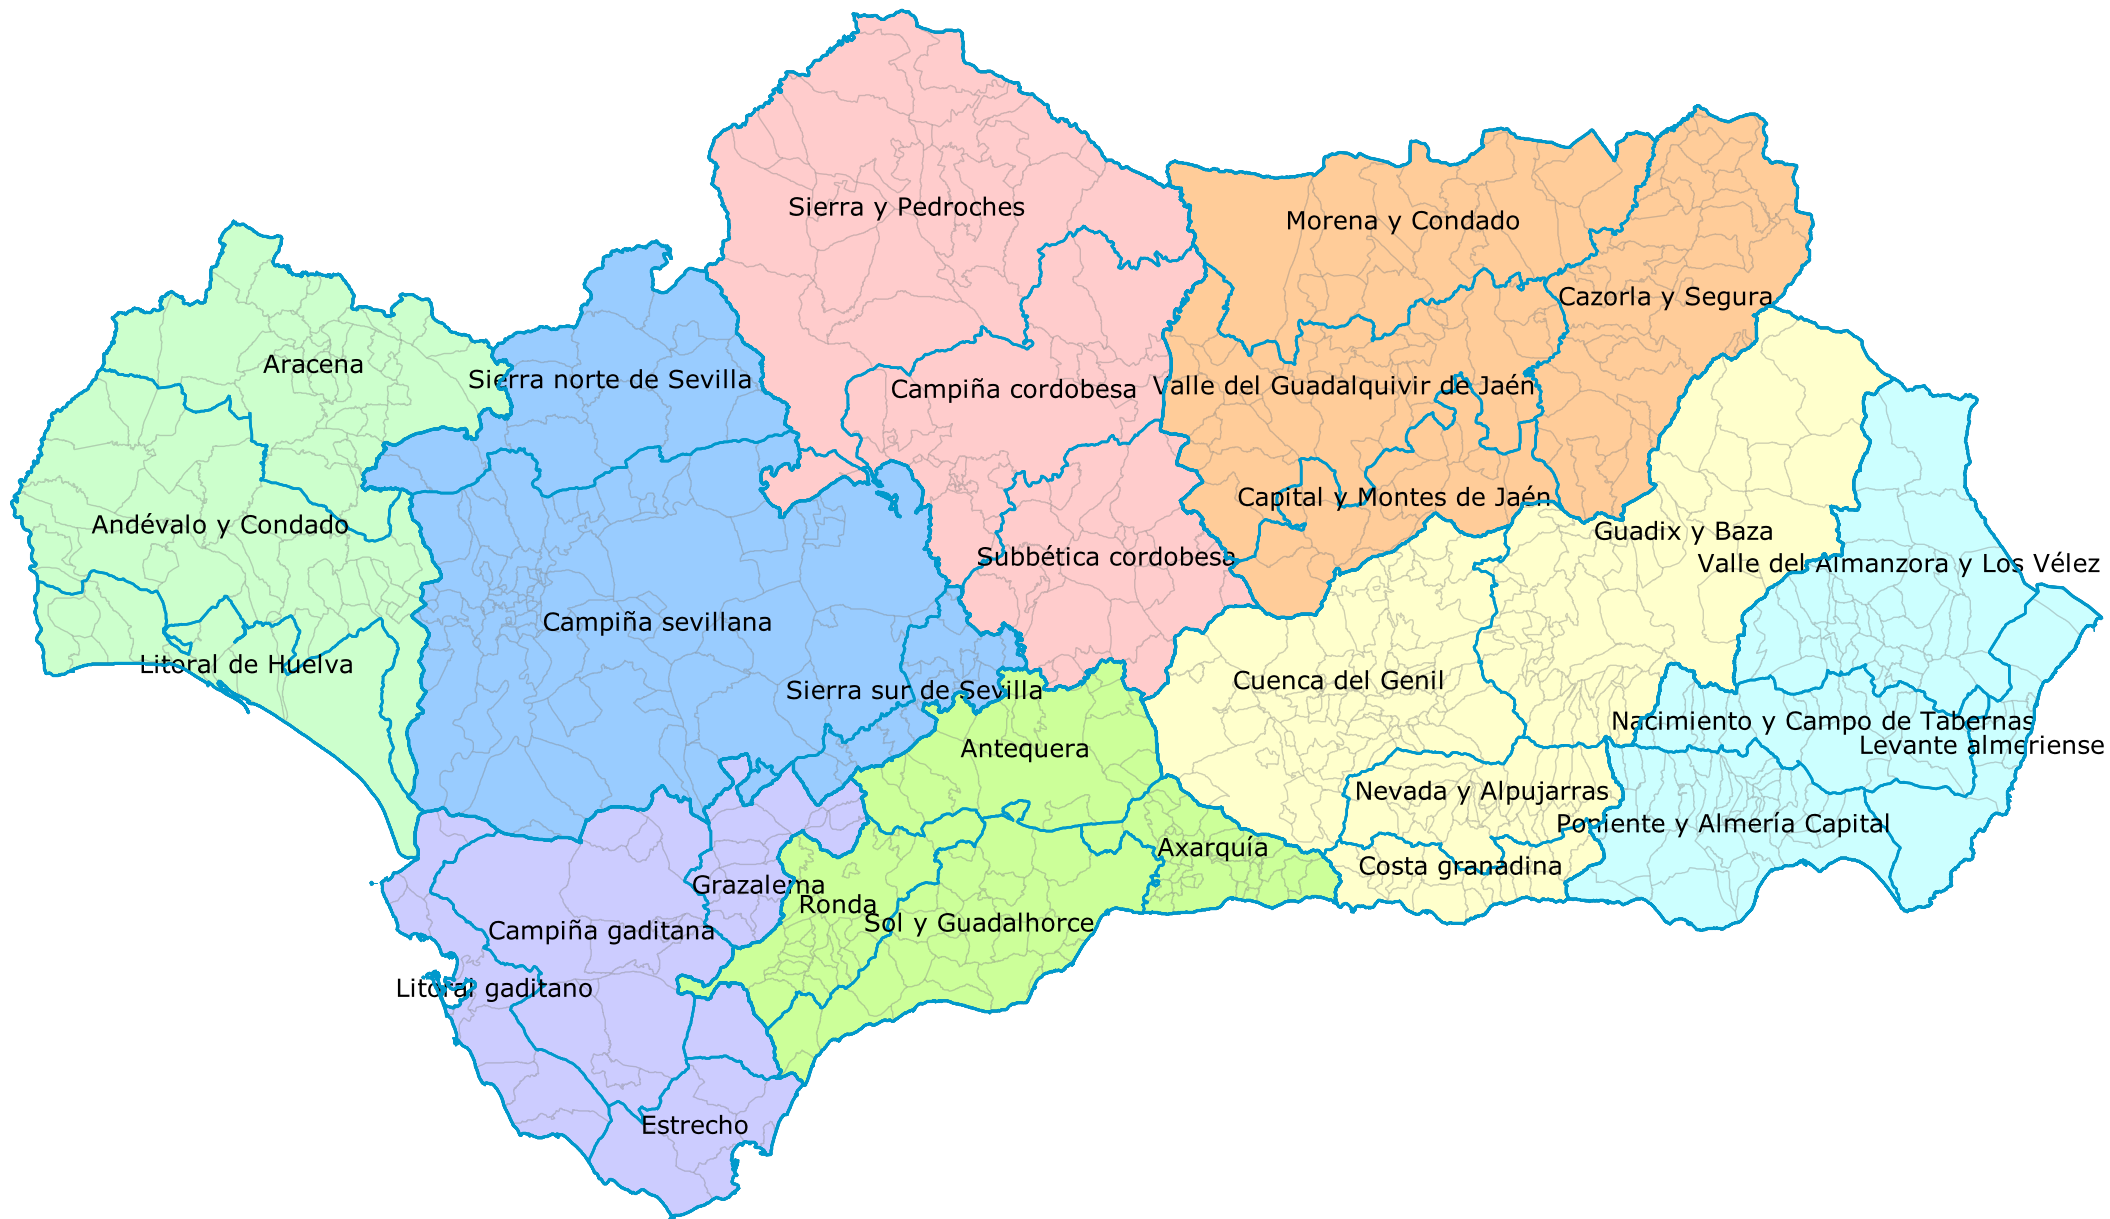 Sierra y Pedroches
Morena y Condado
Cazorla y Segura
Aracena
Sierra norte de Sevilla
Campiña cordobesa
Valle del Guadalquivir de Jaén
Capital y Montes de Jaén
Andévalo y Condado
Guadix y Baza
Subbética cordobesa
Valle del Almanzora y Los Vélez
Campiña sevillana
Litoral de Huelva
Cuenca del Genil
Sierra sur de Sevilla
Nacimiento y Campo de Tabernas
Antequera
Levante almeriense
Nevada y Alpujarras
Poniente y Almería Capital
Axarquía
Costa granadina
Grazalema
Ronda
Sol y Guadalhorce
Campiña gaditana
Litoral gaditano
Estrecho